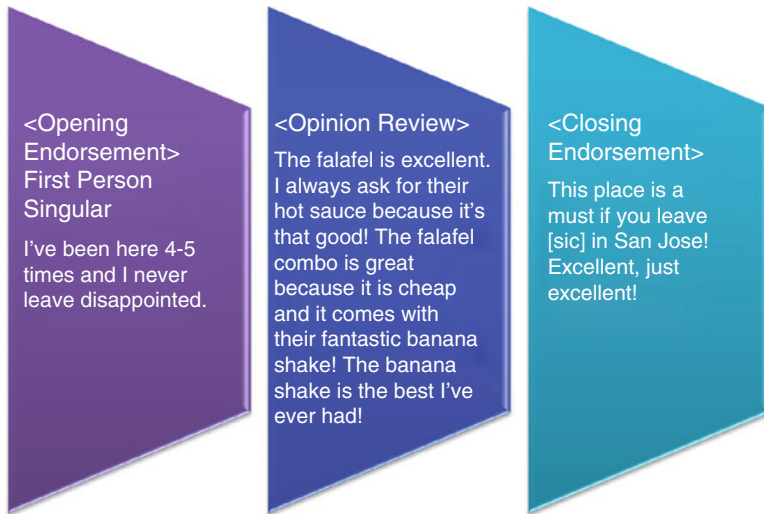 <Opening
Endorsement>
First Person
Singular
I've been here 4-5
times and I never
leave disappointed.
<Opinion Review>
The falafel is excellent.
I always ask for their
hot sauce because it's
that good! The falafel
combo is great
because it is cheap
and it comes with
their fantastic banana
shake! The banana
shake is the best I've
ever had!
<Closing
Endorsement>
This place is a
must if you leave
[sic] in San Jose!
Excellent, just
excellent!